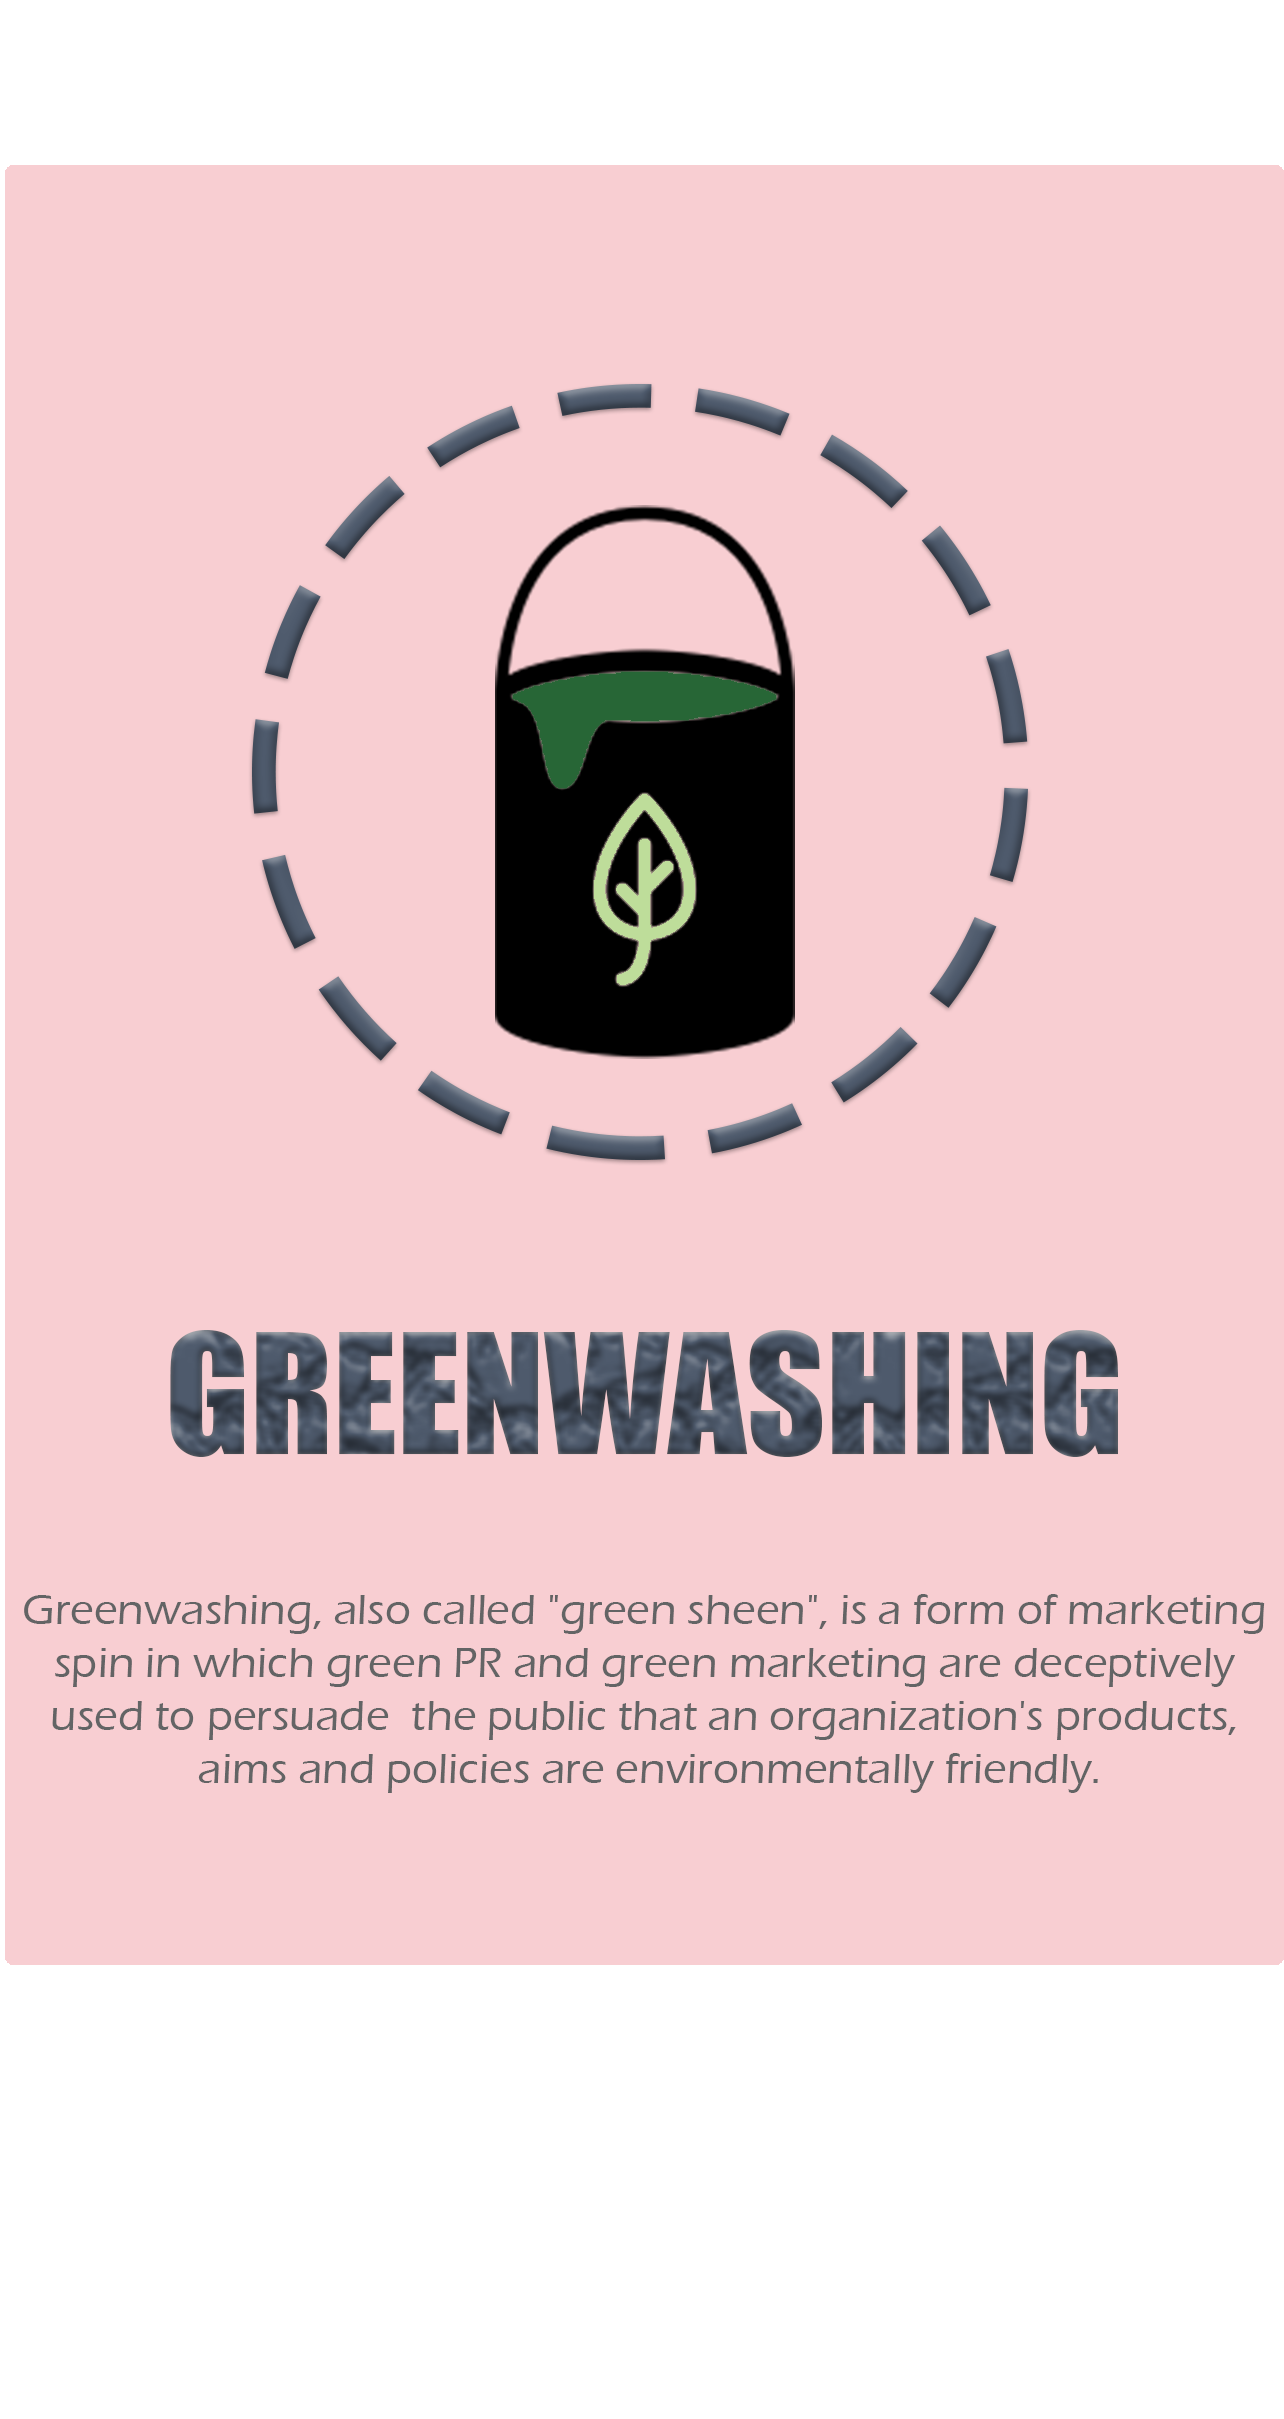 GREENWASHING
Greenwashing, also called "green sheen", is a form of marketing
spin in which green PR and green marketing are deceptively
used to persuade  the public that an organization's products,
aims and policies are environmentally friendly.